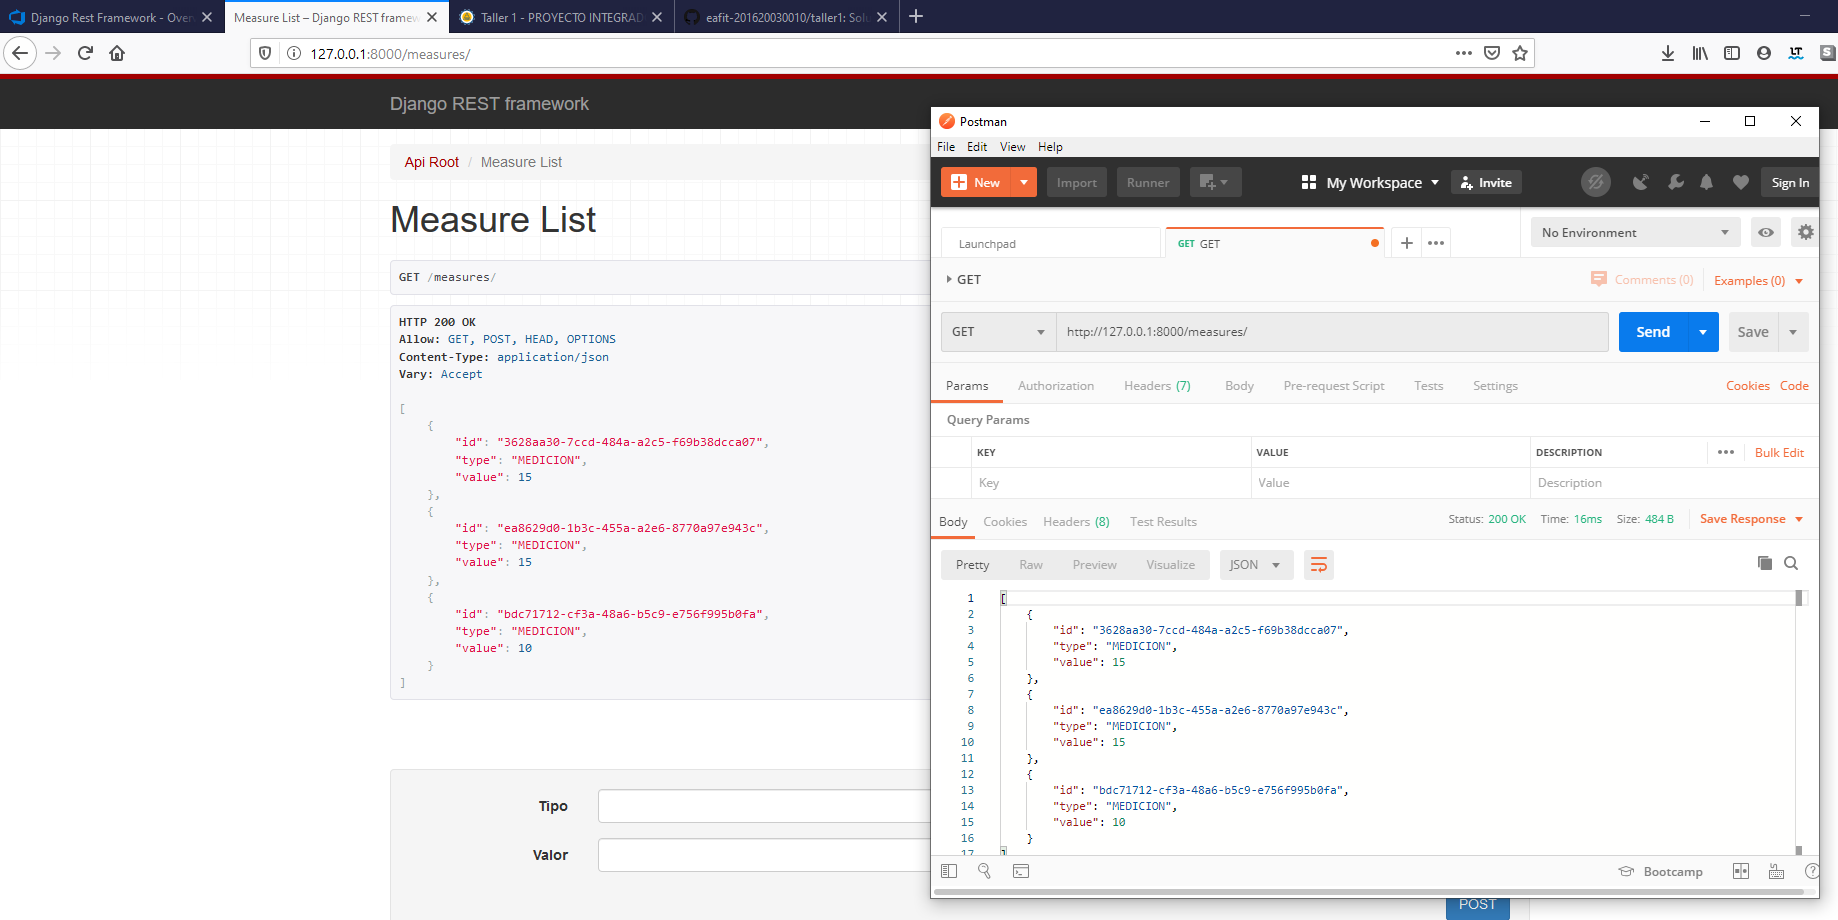 Django Rest Framework - Over
Measure List – Django REST framew
Taller 1 - PROYECTO INTEGRAD
eafit-201620030010/taller1: Solu
127.0.0.1:8000/measures/
Django REST framework
Api Root / Measure List
Measure List
GET /measures/
HTTP 200 OK
Allow: GET, POST, HEAD, OPTIONS
Content-Type: application/json
Vary: Accept
[
{
"id": "3628aa30-7ccd-484a-a2c5-f69b38dcca07",
"type": "MEDICION",
"value": 15
},
{
"id": "ea8629d0-1b3c-455a-a2e6-8770a97e943c",
"type": "MEDICION",
"value": 15
},
{
"id": "bdc71712-cf3a-48a6-b5c9-e756f995b0fa",
"type": "MEDICION",
"value": 10
}
]
Tipo
Valor
POST
Postman
File Edit View Help
New Import Runner My Workspace Invite Sign In
Launchpad GET GET No Environment
GET Comments (0) Examples (0)
GET http://127.0.0.1:8000/measures/ Send Save
Params Authorization Headers (7) Body Pre-request Script Tests Settings Cookies Code
Query Params
KEY VALUE DESCRIPTION Bulk Edit
Key Value Description
Body Cookies Headers (8) Test Results Status: 200 OK Time: 16ms Size: 484 B Save Response
Pretty Raw Preview Visualize JSON
1 [
2 {
3 "id": "3628aa30-7ccd-484a-a2c5-f69b38dcca07",
4 "type": "MEDICION",
5 "value": 15
6 },
7 {
8 "id": "ea8629d0-1b3c-455a-a2e6-8770a97e943c",
9 "type": "MEDICION",
10 "value": 15
11 },
12 {
13 "id": "bdc71712-cf3a-48a6-b5c9-e756f995b0fa",
14 "type": "MEDICION",
15 "value": 10
16 }
17 ]
Bootcamp